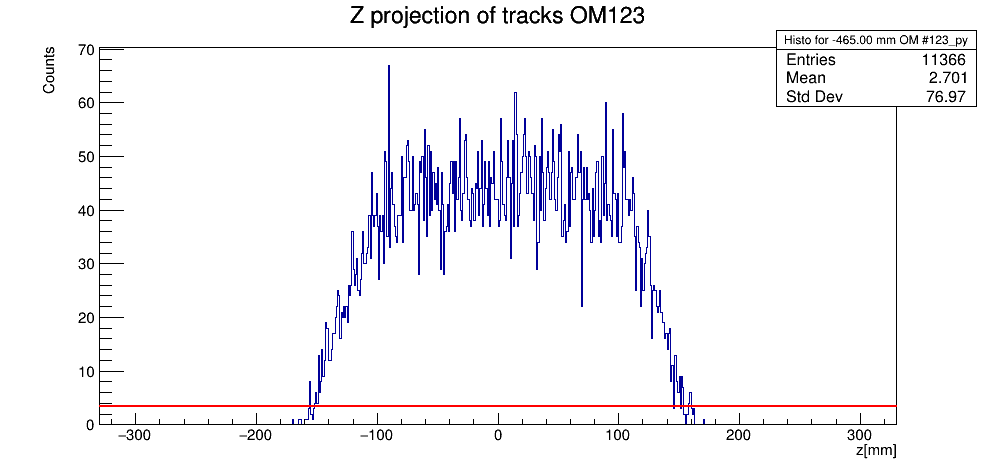 Z projection of tracks OM123
Histo for -465.00 mm OM #123_py
Entries 11366
Mean 2.701
Std Dev 76.97
Counts
70
60
50
40
30
20
10
0
−300 −200 −100 0 100 200 300
z[mm]